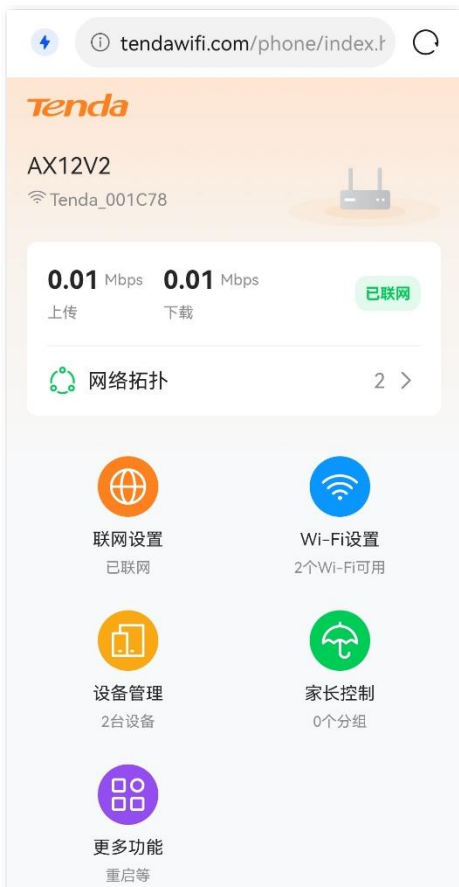 tendawifi.com/phone/index.h
Tenda
AX12V2
Tenda_001C78
0.01 Mbps 0.01 Mbps
上传 下载
已联网
网络拓扑 2
联网设置 Wi-Fi设置
已联网 2个Wi-Fi可用
设备管理 家长控制
2台设备 0个分组
更多功能
重启等